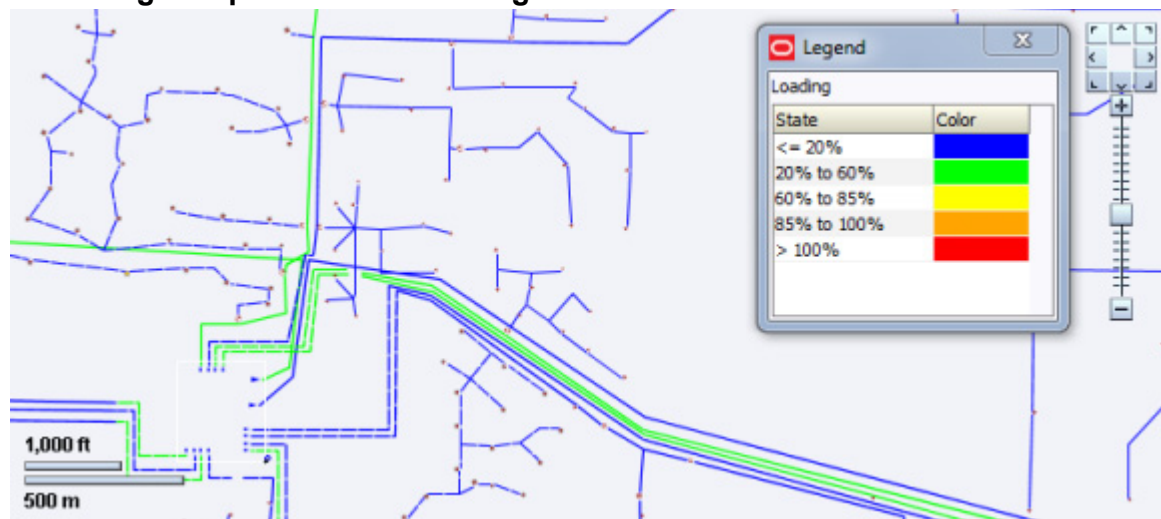 Legend
Loading
State Color
<= 20%
20% to 60%
60% to 85%
85% to 100%
> 100%
1,000 ft
500 m